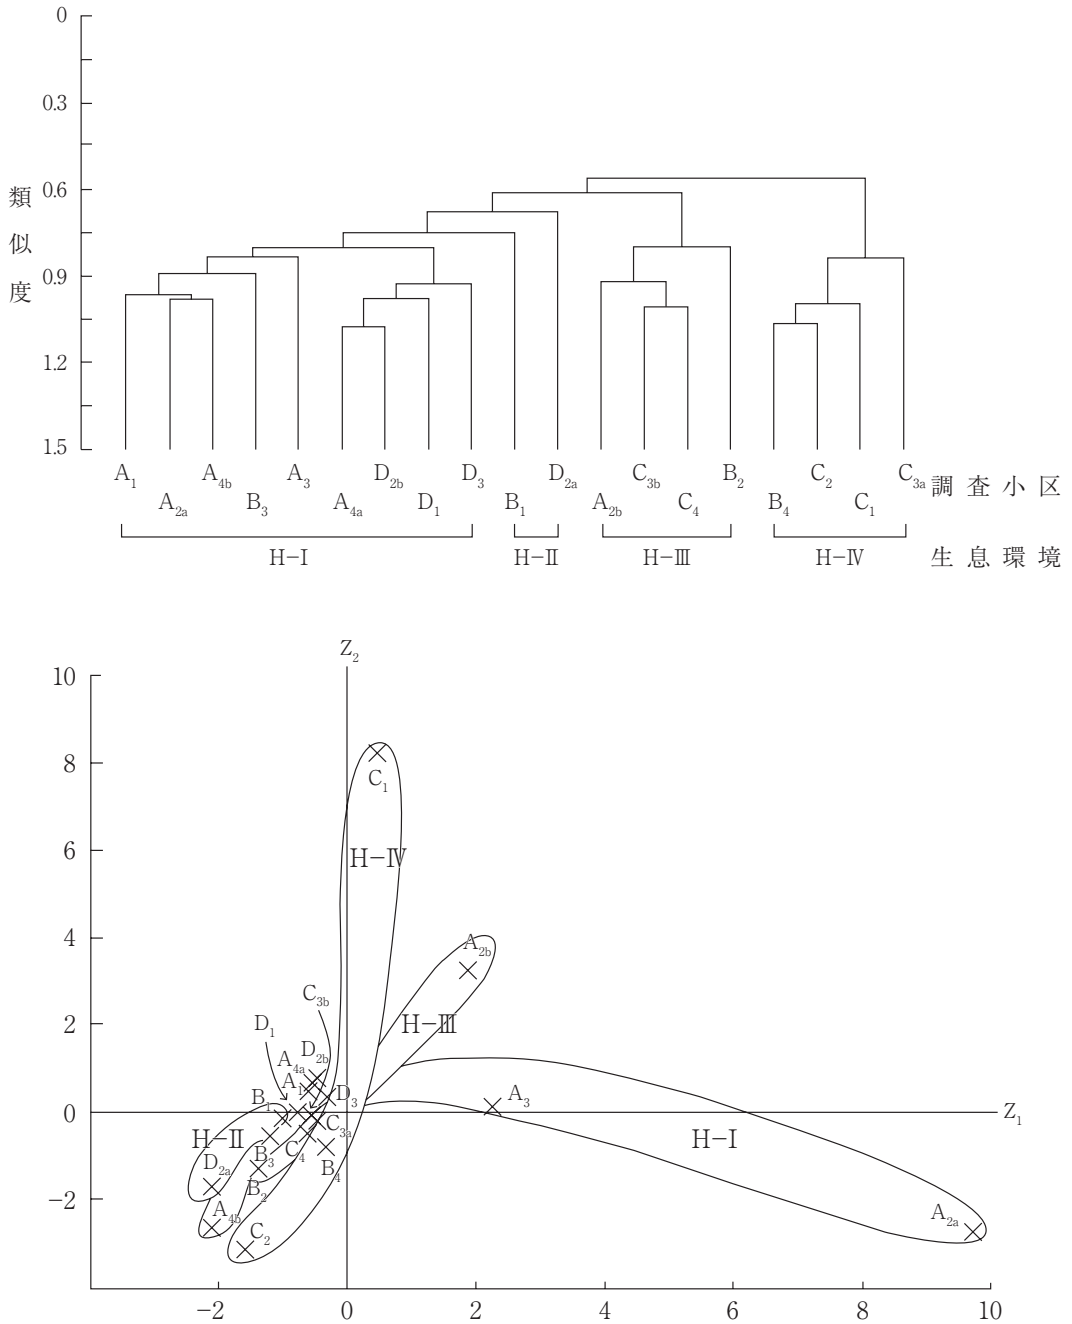 0
0.3
0.6
0.9
1.2
1.5
類似度
A₁ A₄b A₃ D₂b D₃ D₂a C₃b B₂ C₂ C₃a 調査小区
A₂a B₃ A₄a D₁ B₁ A₂b C₄ B₄ C₁
H-Ⅰ H-Ⅱ H-Ⅲ H-Ⅳ 生息環境
Z₂
10
8
C₁
6 H-Ⅳ
4 A₂b
C₃b
2 D₁ H-Ⅲ
A₄a D₂b
A₁
B₁ D₃ A₃
0 Z₁
H-Ⅱ C₃a H-Ⅰ
B₃ C₄
D₂a B₄
B₂
−2 A₄b A₂a
C₂
−2 0 2 4 6 8 10